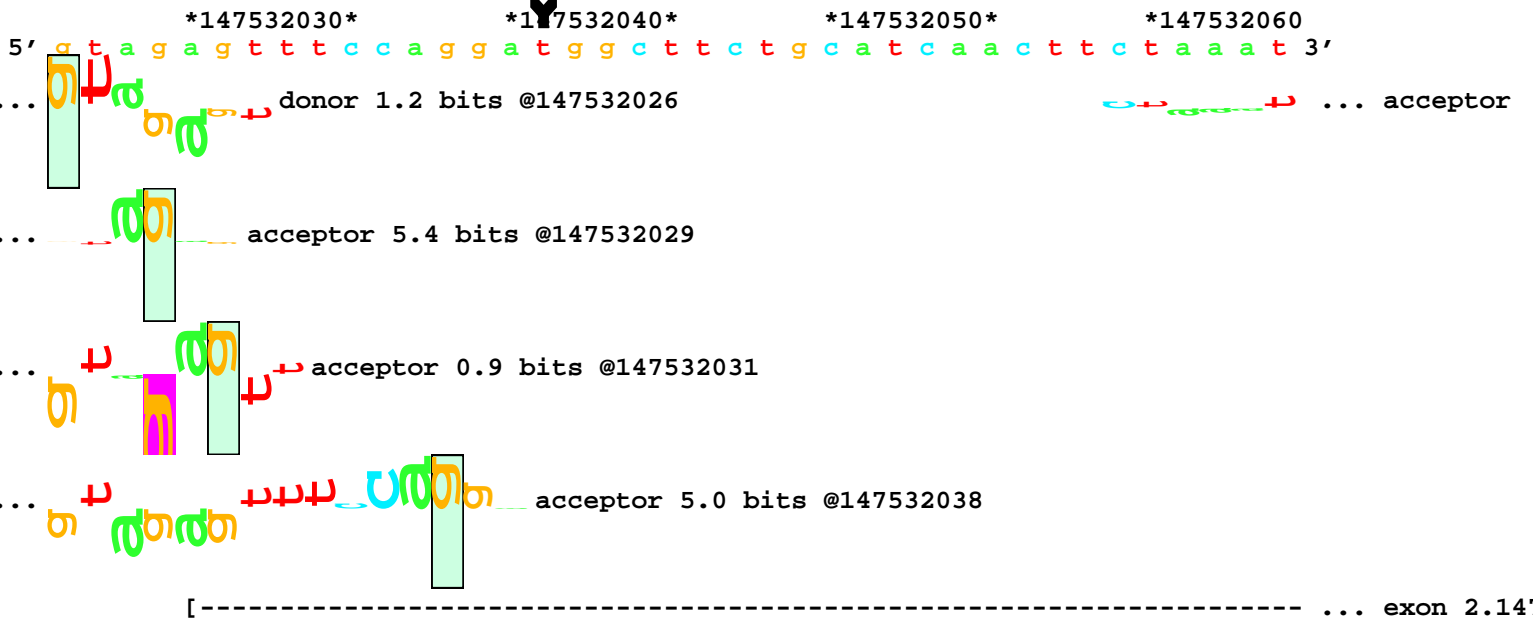 *147532030* *147532040* *147532050* *147532060
5′ g t a g a g t t t c c a g g a t g g c t t c t g c a t c a a c t t c t a a a t 3′
... g t a g a g t donor 1.2 bits @147532026 c t a a a t ... acceptor
... t a g acceptor 5.4 bits @147532029
... g t a g a g t t acceptor 0.9 bits @147532031
... g t a g a g t t t c c a g g acceptor 5.0 bits @147532038
[--------------------------------------------------------------------- ... exon 2.147